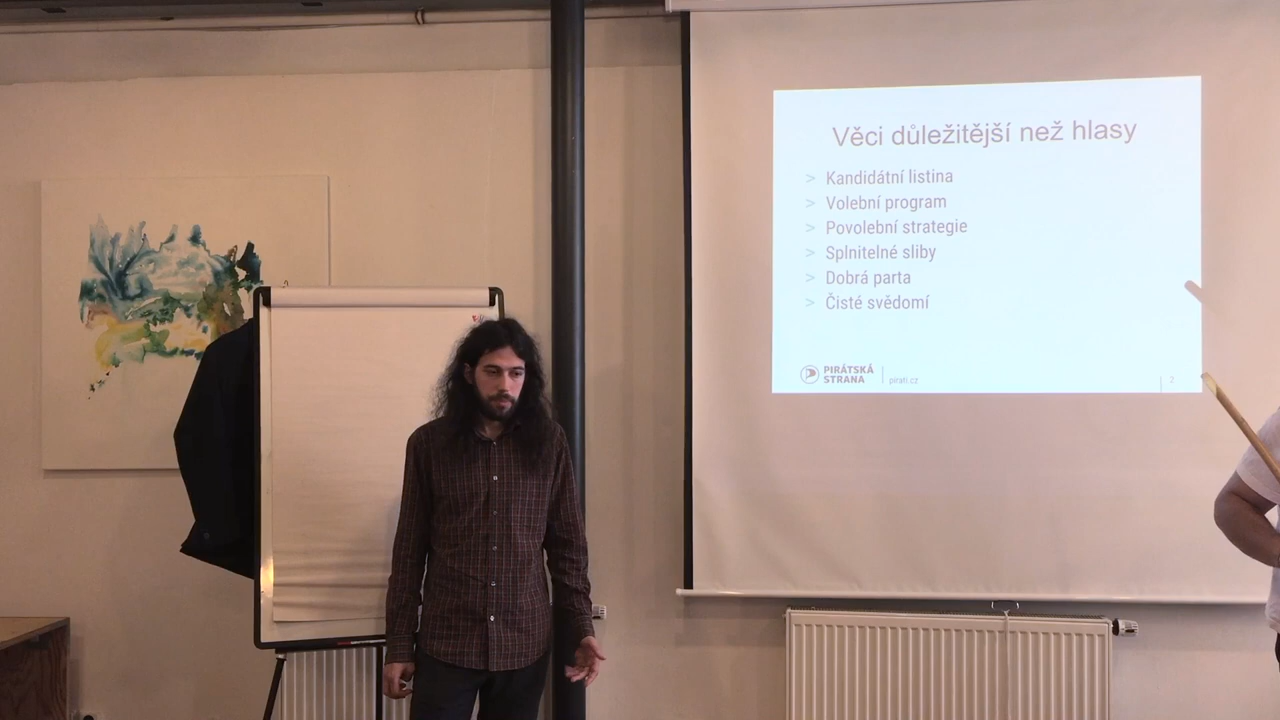 Věci důležitější než hlasy
> Kandidátní listina
> Volební program
> Povolební strategie
> Splnitelné sliby
> Dobrá parta
> Čisté svědomí
PIRÁTSKÁ
STRANA
pirati.cz
2